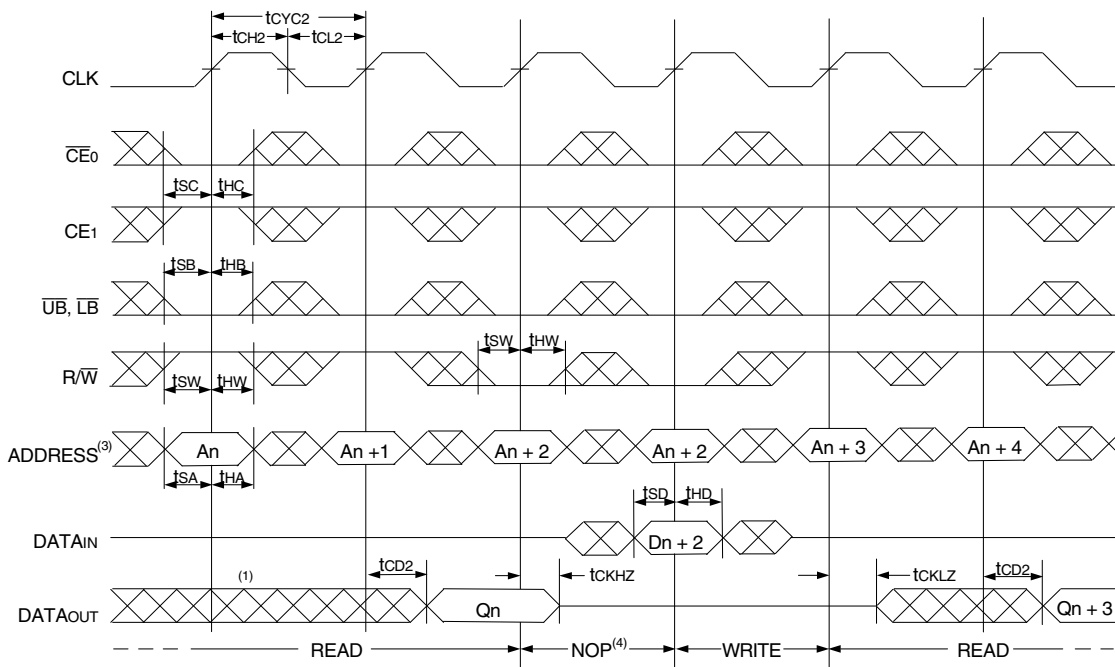 tCYC2
tCH2 tCL2
CLK
CE0
tSC tHC
CE1
tSB tHB
UB, LB
tSW tHW
R/W
tSW tHW
ADDRESS(3) An An +1 An + 2 An + 2 An + 3 An + 4
tSA tHA
tSD tHD
DATAIN Dn + 2
tCD2 tCKHZ tCKLZ tCD2
(1)
DATAOUT Qn Qn + 3
READ NOP(4) WRITE READ